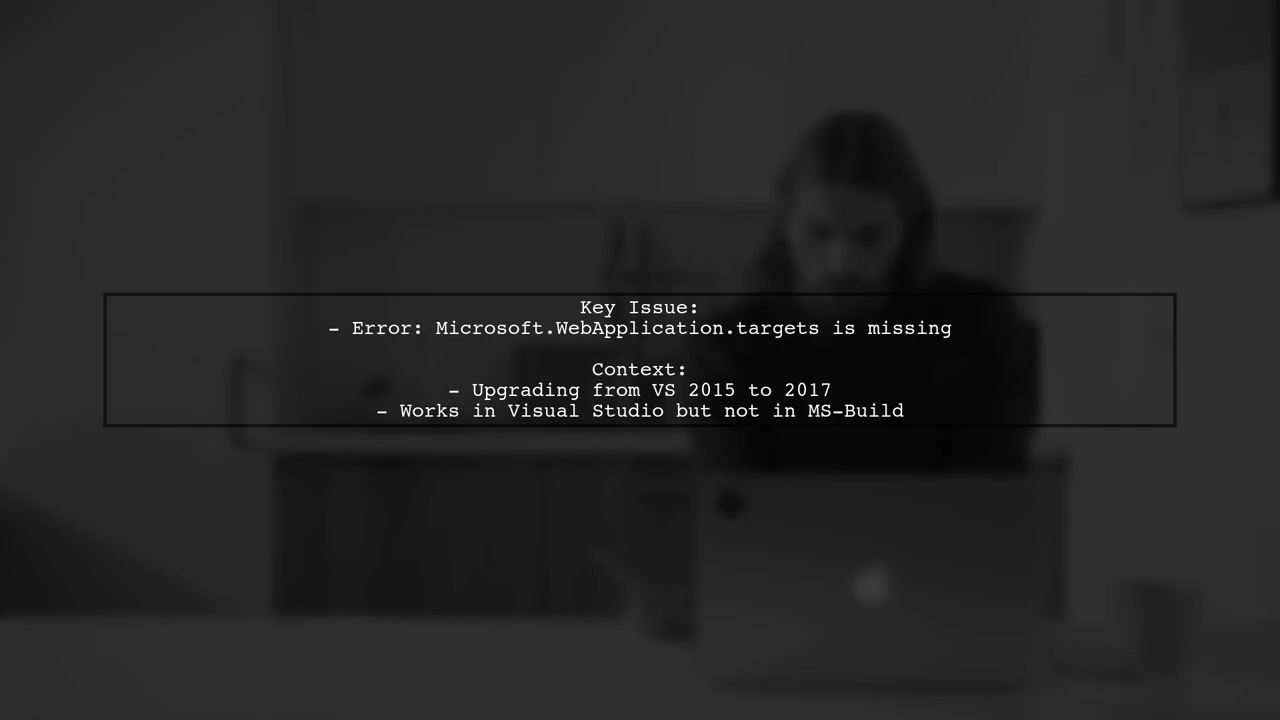 Key Issue:
- Error: Microsoft.WebApplication.targets is missing
Context:
- Upgrading from VS 2015 to 2017
- Works in Visual Studio but not in MS-Build